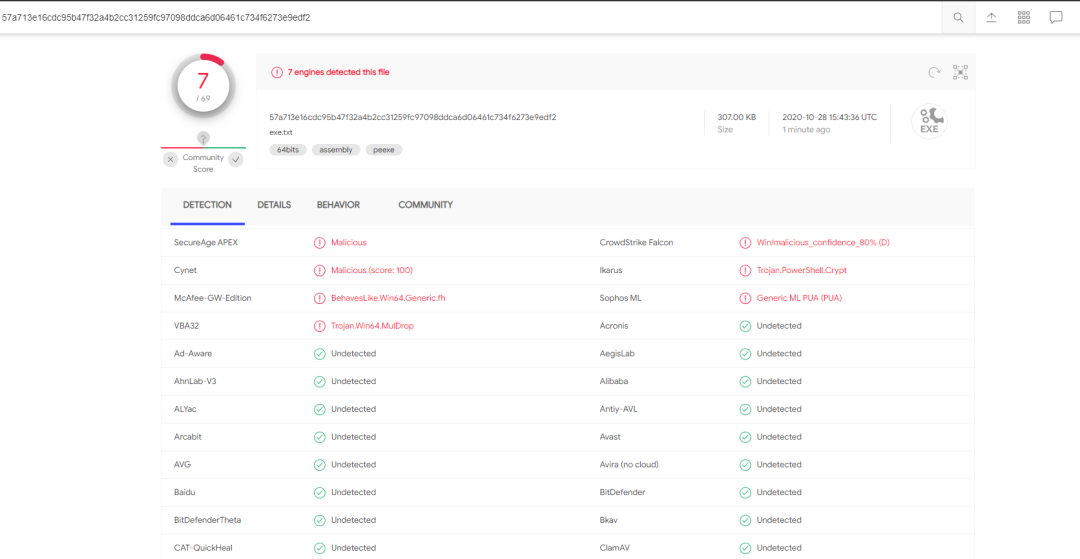 57a713e16cdc95b47f32a4b2cc31259fc97098ddca6d06461c734f6273e9edf2
7
/ 69
?
Community
Score
7 engines detected this file
57a713e16cdc95b47f32a4b2cc31259fc97098ddca6d06461c734f6273e9edf2
exe.txt
64bits assembly peexe
307.00 KB
Size
2020-10-28 15:43:36 UTC
1 minute ago
EXE
DETECTION DETAILS BEHAVIOR COMMUNITY
SecureAge APEX Malicious CrowdStrike Falcon Win/malicious_confidence_80% (D)
Cynet Malicious (score: 100) Ikarus Trojan.PowerShell.Crypt
McAfee-GW-Edition BehavesLike.Win64.Generic.fh Sophos ML Generic ML PUA (PUA)
VBA32 Trojan.Win64.MulDrop Acronis Undetected
Ad-Aware Undetected AegisLab Undetected
AhnLab-V3 Undetected Alibaba Undetected
ALYac Undetected Antiy-AVL Undetected
Arcabit Undetected Avast Undetected
AVG Undetected Avira (no cloud) Undetected
Baidu Undetected BitDefender Undetected
BitDefenderTheta Undetected Bkav Undetected
CAT-QuickHeal Undetected ClamAV Undetected